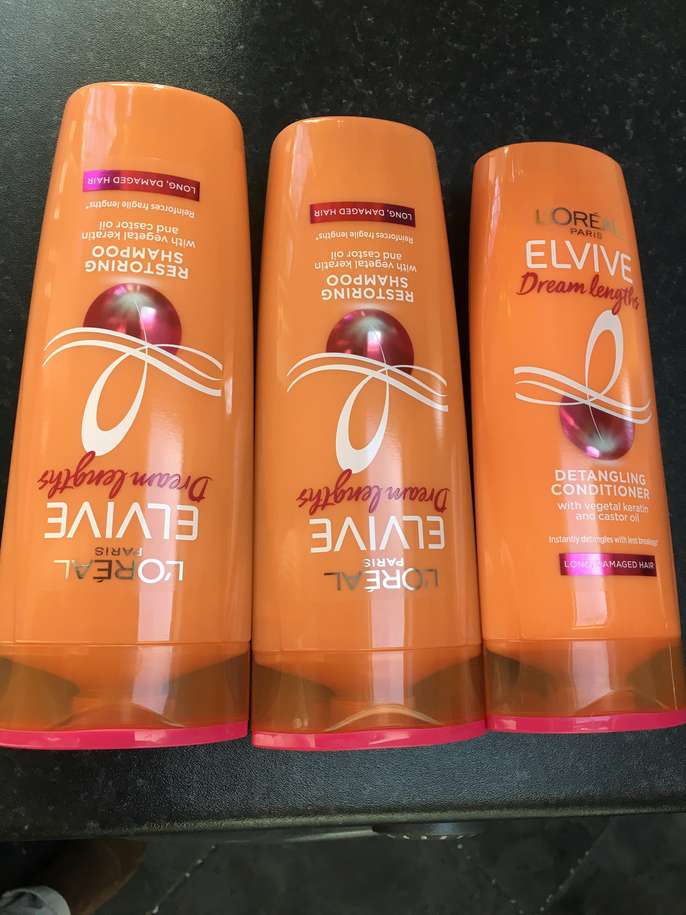 L'ORÉAL
PARIS
ELVIVE
Dream lengths
RESTORING
SHAMPOO
with vegetal keratin
and castor oil
Reinforces fragile lengths*
LONG, DAMAGED HAIR
L'ORÉAL
PARIS
ELVIVE
Dream lengths
RESTORING
SHAMPOO
with vegetal keratin
and castor oil
Reinforces fragile lengths*
LONG, DAMAGED HAIR
L'ORÉAL
PARIS
ELVIVE
Dream lengths
DETANGLING
CONDITIONER
with vegetal keratin
and castor oil
Instantly detangles with less breakage*
LONG, DAMAGED HAIR